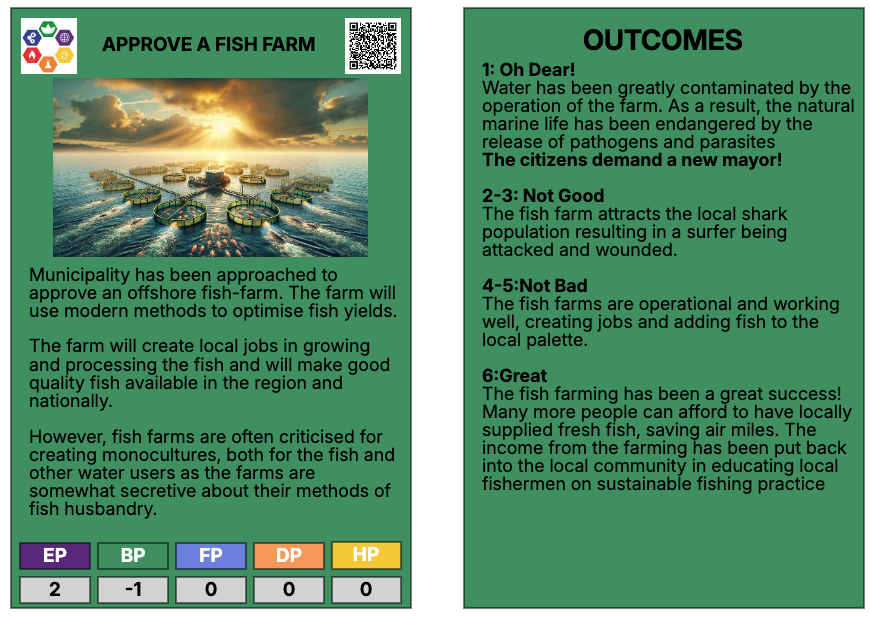 APPROVE A FISH FARM
Municipality has been approached to
approve an offshore fish-farm. The farm will
use modern methods to optimise fish yields.
The farm will create local jobs in growing
and processing the fish and will make good
quality fish available in the region and
nationally.
However, fish farms are often criticised for
creating monocultures, both for the fish and
other water users as the farms are
somewhat secretive about their methods of
fish husbandry.
EP BP FP DP HP
2 -1 0 0 0
OUTCOMES
1: Oh Dear!
Water has been greatly contaminated by the
operation of the farm. As a result, the natural
marine life has been endangered by the
release of pathogens and parasites
The citizens demand a new mayor!
2-3: Not Good
The fish farm attracts the local shark
population resulting in a surfer being
attacked and wounded.
4-5:Not Bad
The fish farms are operational and working
well, creating jobs and adding fish to the
local palette.
6:Great
The fish farming has been a great success!
Many more people can afford to have locally
supplied fresh fish, saving air miles. The
income from the farming has been put back
into the local community in educating local
fishermen on sustainable fishing practice